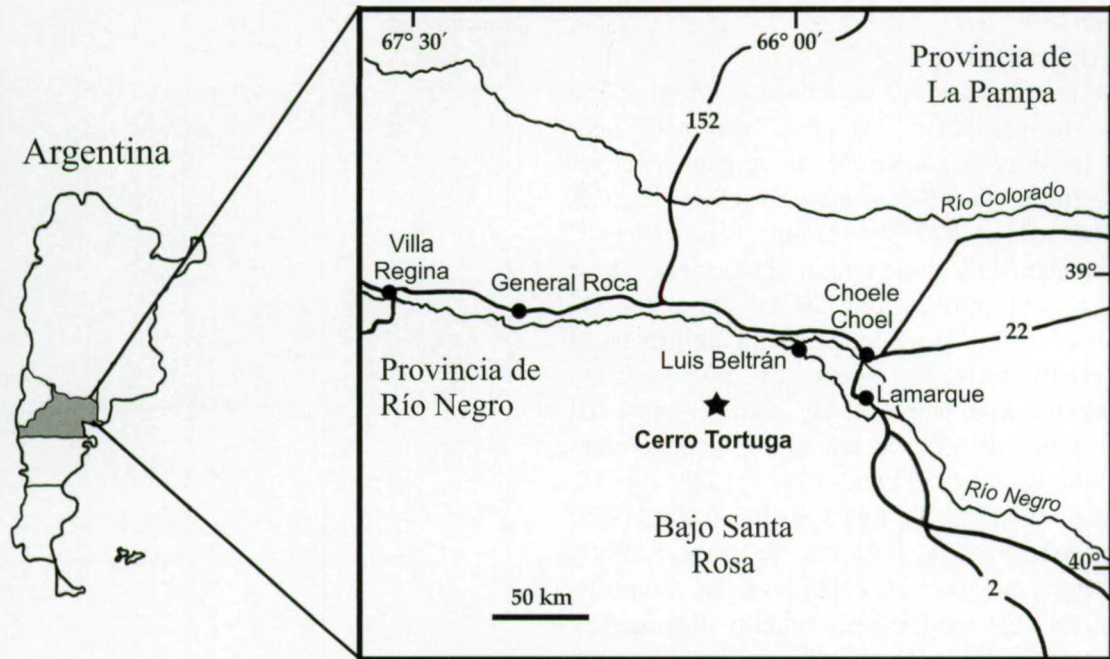 Argentina
67° 30´
66° 00´
Provincia de
La Pampa
152
Río Colorado
39°
Villa
Regina
General Roca
Choele
Choel
22
Luis Beltrán
Lamarque
Provincia de
Río Negro
Cerro Tortuga
Río Negro
Bajo Santa
Rosa
40°
2
50 km